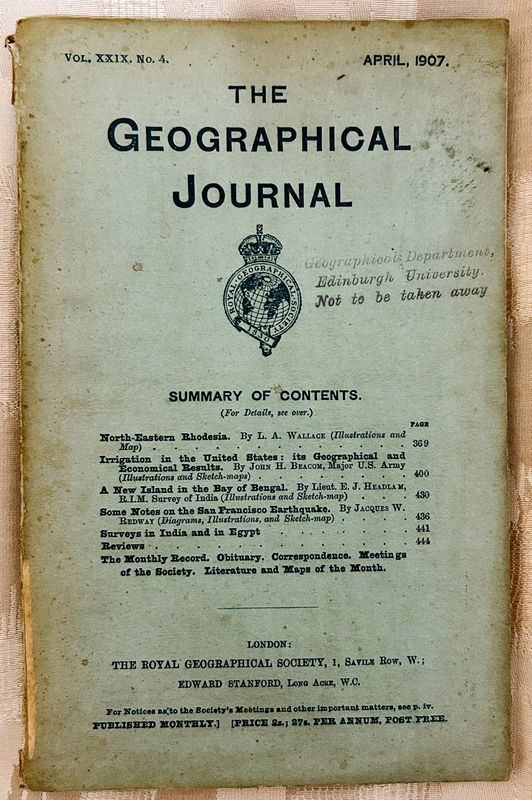 VOL. XXIX. No. 4.
APRIL, 1907.
THE
GEOGRAPHICAL
JOURNAL
ROYAL·GEOGRAPHICAL·SOCIETY
Geographical Department,
Edinburgh University.
Not to be taken away
SUMMARY OF CONTENTS.
(For Details, see over.)
PAGE
North-Eastern Rhodesia. By L. A. WALLACE (Illustrations and
Map) . . . . . . . . . . . . 369
Irrigation in the United States: its Geographical and
Economical Results. By JOHN H. BEACOM, Major U.S. Army
(Illustrations and Sketch-maps) . . . . . . 400
A New Island in the Bay of Bengal. By Lieut. E. J. HEADLAM,
R.I.M. Survey of India (Illustrations and Sketch-map) . . . 430
Some Notes on the San Francisco Earthquake. By JACQUES W.
REDWAY (Diagrams, Illustrations, and Sketch-map) . . . . 436
Surveys in India and in Egypt . . . . . . . 441
Reviews . . . . . . . . . . . . 444
The Monthly Record. Obituary. Correspondence. Meetings
of the Society. Literature and Maps of the Month.
LONDON:
THE ROYAL GEOGRAPHICAL SOCIETY, 1, SAVILE ROW, W.;
EDWARD STANFORD, LONG ACRE, W.C.
For Notices as to the Society's Meetings and other important matters, see p. iv.
PUBLISHED MONTHLY.] [PRICE 2s.; 27s. PER ANNUM, POST FREE.